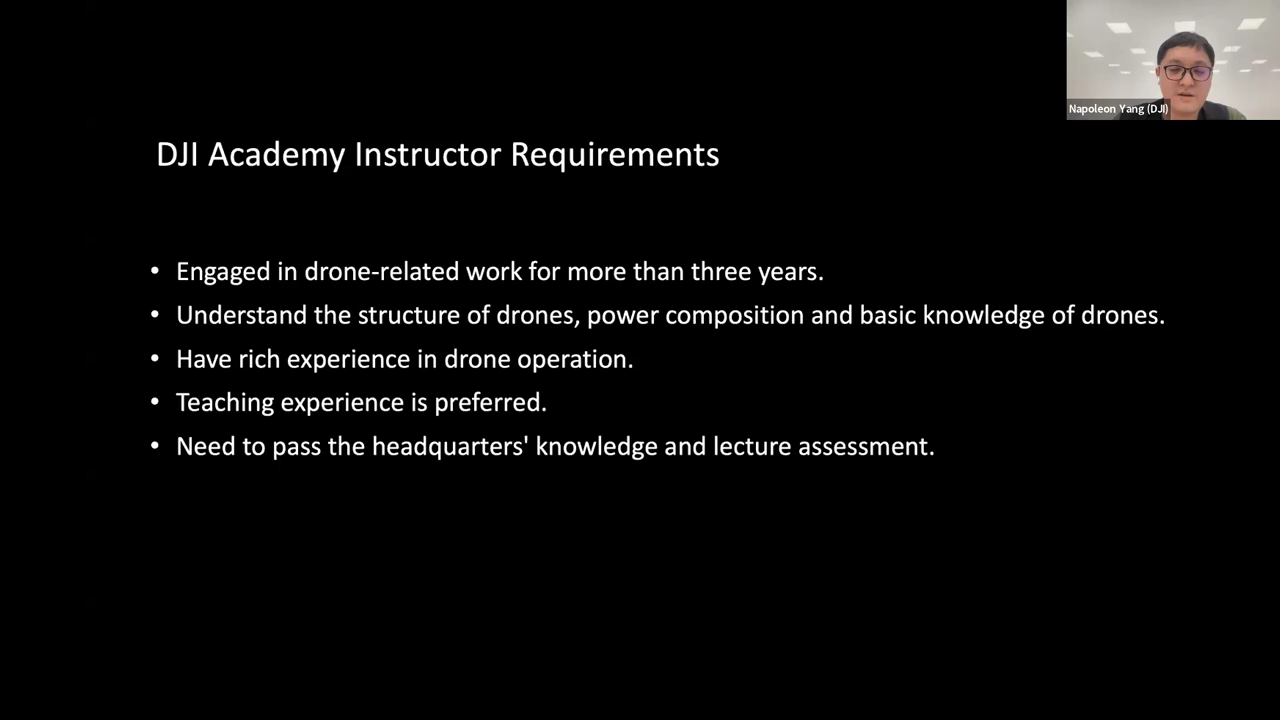 Napoleon Yang (DJI)
DJI Academy Instructor Requirements
• Engaged in drone-related work for more than three years.
• Understand the structure of drones, power composition and basic knowledge of drones.
• Have rich experience in drone operation.
• Teaching experience is preferred.
• Need to pass the headquarters' knowledge and lecture assessment.